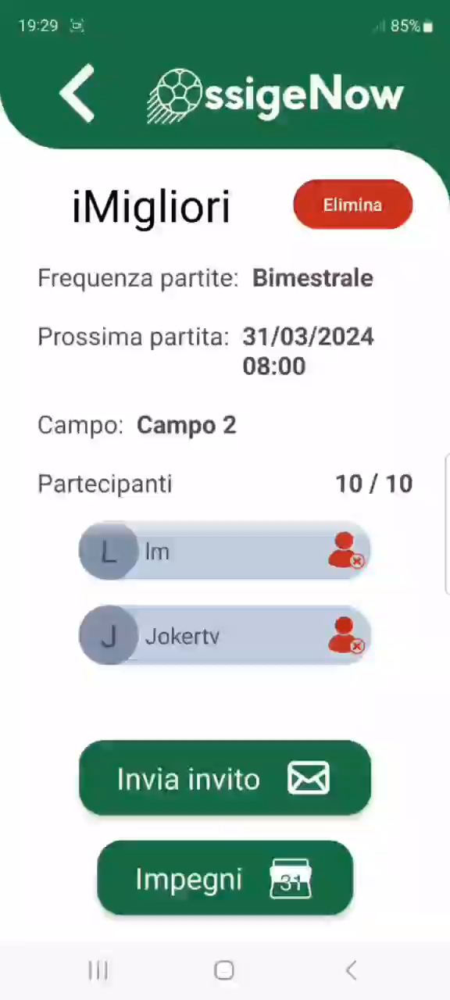 19:29 85%
OssigeNow
iMigliori Elimina
Frequenza partite: Bimestrale
Prossima partita: 31/03/2024
08:00
Campo: Campo 2
Partecipanti 10 / 10
L lm
J Jokertv
Invia invito
Impegni 31